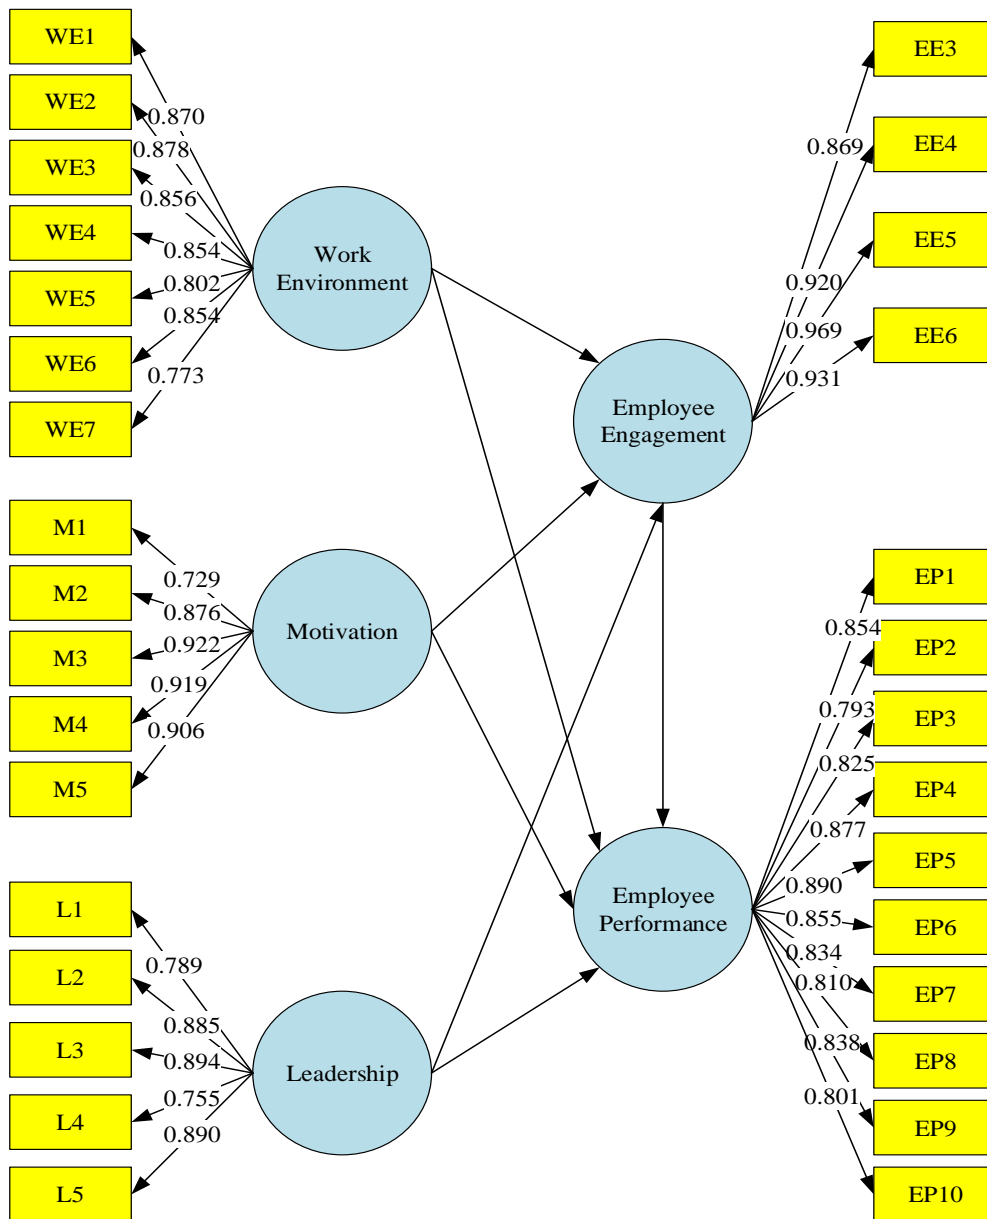 WE1
WE2
WE3
WE4
WE5
WE6
WE7
0.870
0.878
0.856
0.854
0.802
0.854
0.773
Work
Environment
M1
M2
M3
M4
M5
0.729
0.876
0.922
0.919
0.906
Motivation
L1
L2
L3
L4
L5
0.789
0.885
0.894
0.755
0.890
Leadership
Employee
Engagement
0.869
0.920
0.969
0.931
EE3
EE4
EE5
EE6
Employee
Performance
0.854
0.793
0.825
0.877
0.890
0.855
0.834
0.810
0.838
0.801
EP1
EP2
EP3
EP4
EP5
EP6
EP7
EP8
EP9
EP10